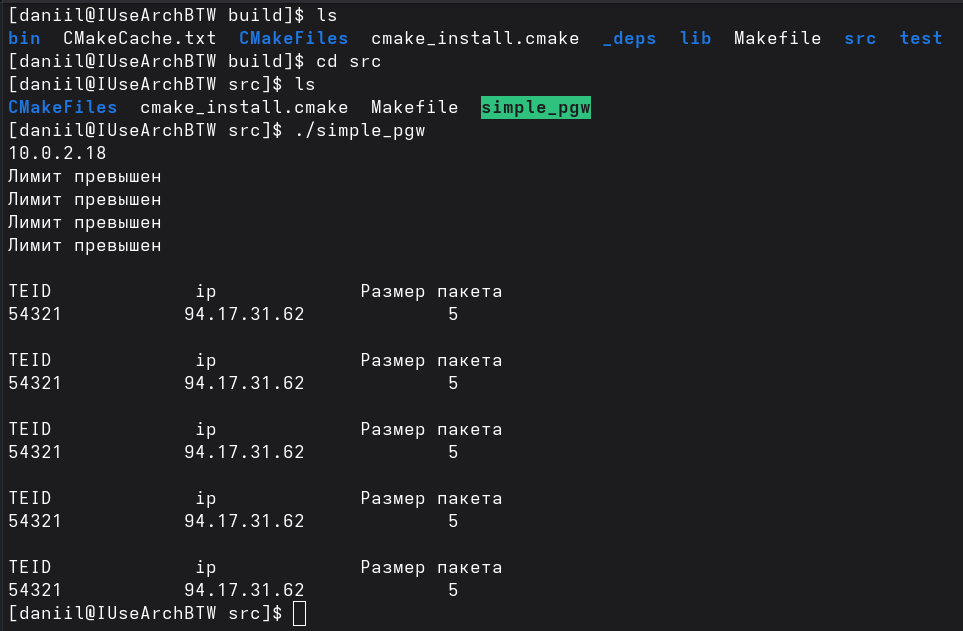 [daniil@IUseArchBTW build]$ ls
bin  CMakeCache.txt  CMakeFiles  cmake_install.cmake  _deps  lib  Makefile  src  test
[daniil@IUseArchBTW build]$ cd src
[daniil@IUseArchBTW src]$ ls
CMakeFiles  cmake_install.cmake  Makefile  simple_pgw
[daniil@IUseArchBTW src]$ ./simple_pgw
10.0.2.18
Лимит превышен
Лимит превышен
Лимит превышен
Лимит превышен
TEID             ip             Размер пакета
54321           94.17.31.62             5
TEID             ip             Размер пакета
54321           94.17.31.62             5
TEID             ip             Размер пакета
54321           94.17.31.62             5
TEID             ip             Размер пакета
54321           94.17.31.62             5
TEID             ip             Размер пакета
54321           94.17.31.62             5
[daniil@IUseArchBTW src]$